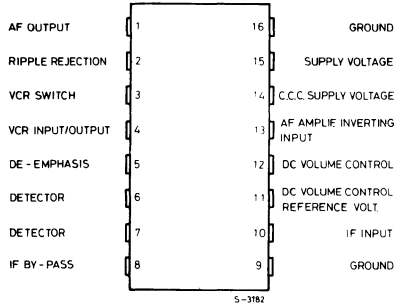 AF OUTPUT 1 16 GROUND
RIPPLE REJECTION 2 15 SUPPLY VOLTAGE
VCR SWITCH 3 14 C.C.C. SUPPLY VOLTAGE
VCR INPUT/OUTPUT 4 13 AF AMPLIF INVERTING
INPUT
DE-EMPHASIS 5 12 DC VOLUME CONTROL
DETECTOR 6 11 DC VOLUME CONTROL
REFERENCE VOLT.
DETECTOR 7 10 IF INPUT
IF BY-PASS 8 9 GROUND
S-3182